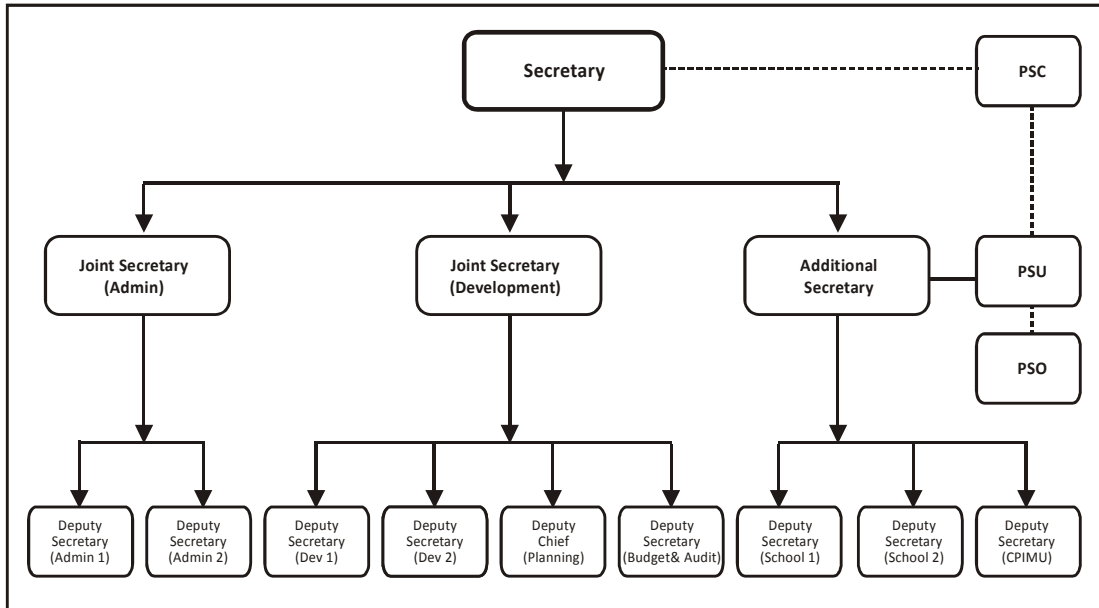 Secretary
PSC
Joint Secretary
(Admin)
Joint Secretary
(Development)
Additional
Secretary
PSU
PSO
Deputy
Secretary
(Admin 1)
Deputy
Secretary
(Admin 2)
Deputy
Secretary
(Dev 1)
Deputy
Secretary
(Dev 2)
Deputy
Chief
(Planning)
Deputy
Secretary
(Budget& Audit)
Deputy
Secretary
(School 1)
Deputy
Secretary
(School 2)
Deputy
Secretary
(CPIMU)